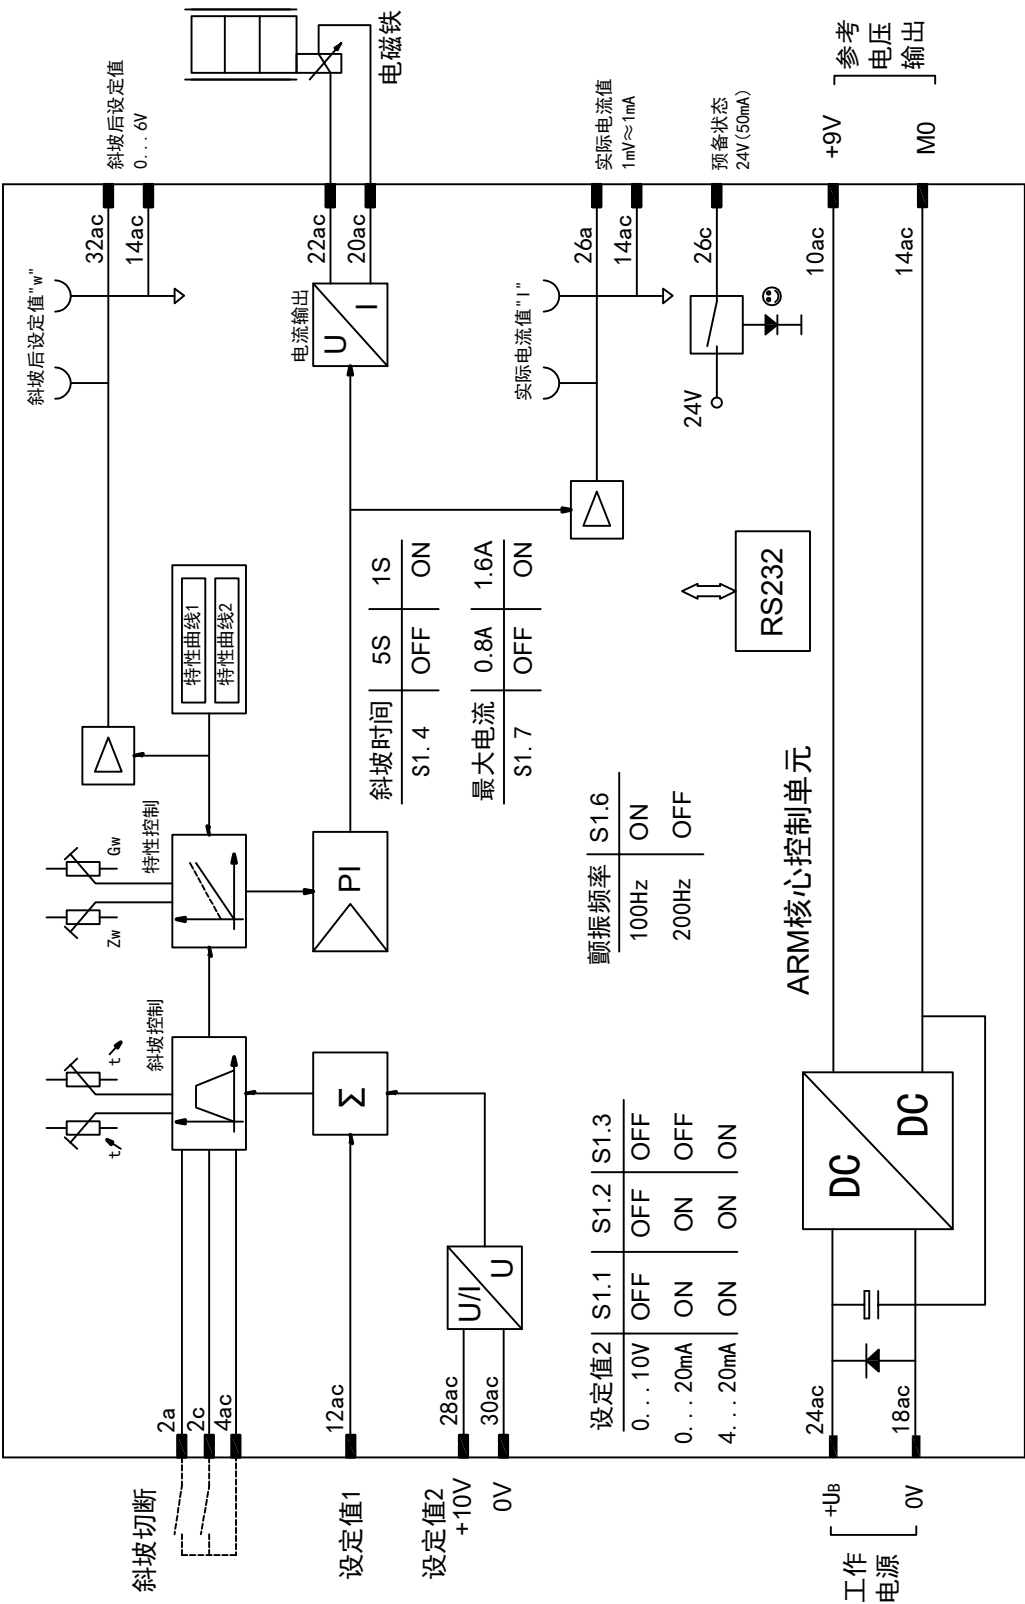 斜坡切断
2a
2c
4ac
t
t
斜坡控制
Zw
Gw
特性控制
特性曲线1
特性曲线2
斜坡后设定值"w"
32ac
14ac
斜坡后设定值
0...6V
设定值1
12ac
Σ
PI
电流输出
U
I
22ac
20ac
电磁铁
设定值2
+10V
0V
28ac
30ac
U/I
U
斜坡时间 5S 1S
S1.4 OFF ON
最大电流 0.8A 1.6A
S1.7 OFF ON
实际电流值"I"
26a
14ac
实际电流值
1mV≈1mA
设定值2 S1.1 S1.2 S1.3
0...10V OFF OFF OFF
0...20mA ON ON OFF
4...20mA ON ON ON
颤振频率 S1.6
100Hz ON
200Hz OFF
24V
26c
预备状态
24V(50mA)
RS232
ARM核心控制单元
工作
电源
+UB
0V
24ac
18ac
DC
DC
10ac
14ac
+9V
M0
参考
电压
输出